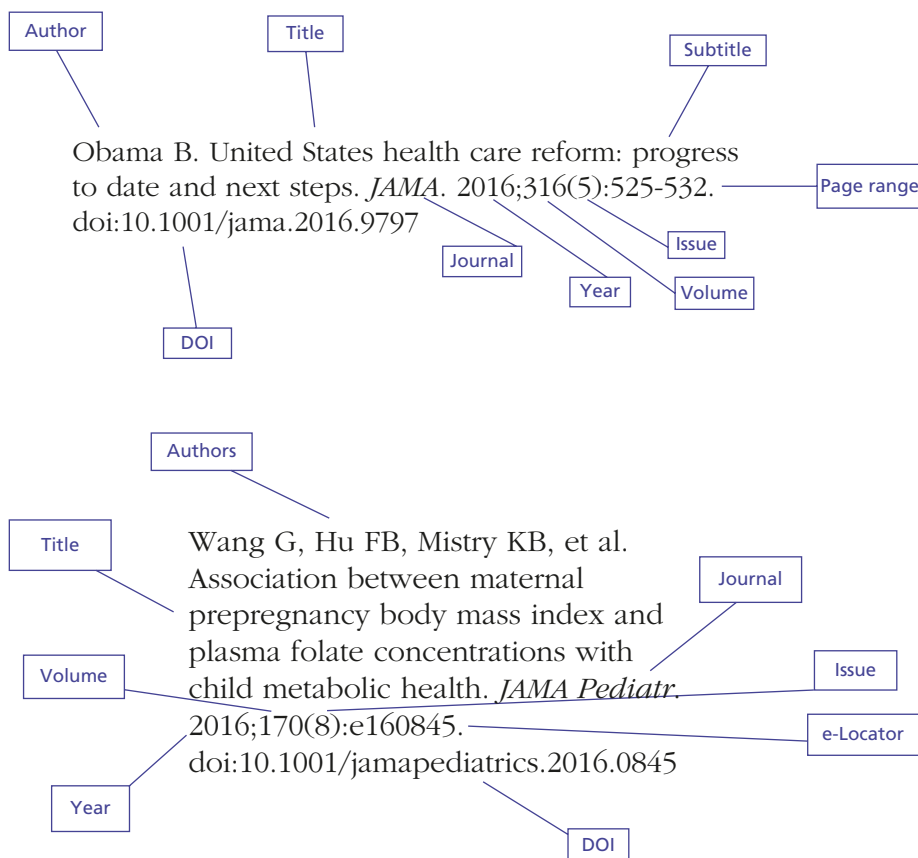 Author
Title
Subtitle
Obama B. United States health care reform: progress
to date and next steps. JAMA. 2016;316(5):525-532.
doi:10.1001/jama.2016.9797
Page range
Issue
Journal
Year
Volume
DOI
Authors
Title
Wang G, Hu FB, Mistry KB, et al.
Association between maternal
prepregnancy body mass index and
plasma folate concentrations with
child metabolic health. JAMA Pediatr.
2016;170(8):e160845.
doi:10.1001/jamapediatrics.2016.0845
Journal
Volume
Issue
e-Locator
Year
DOI